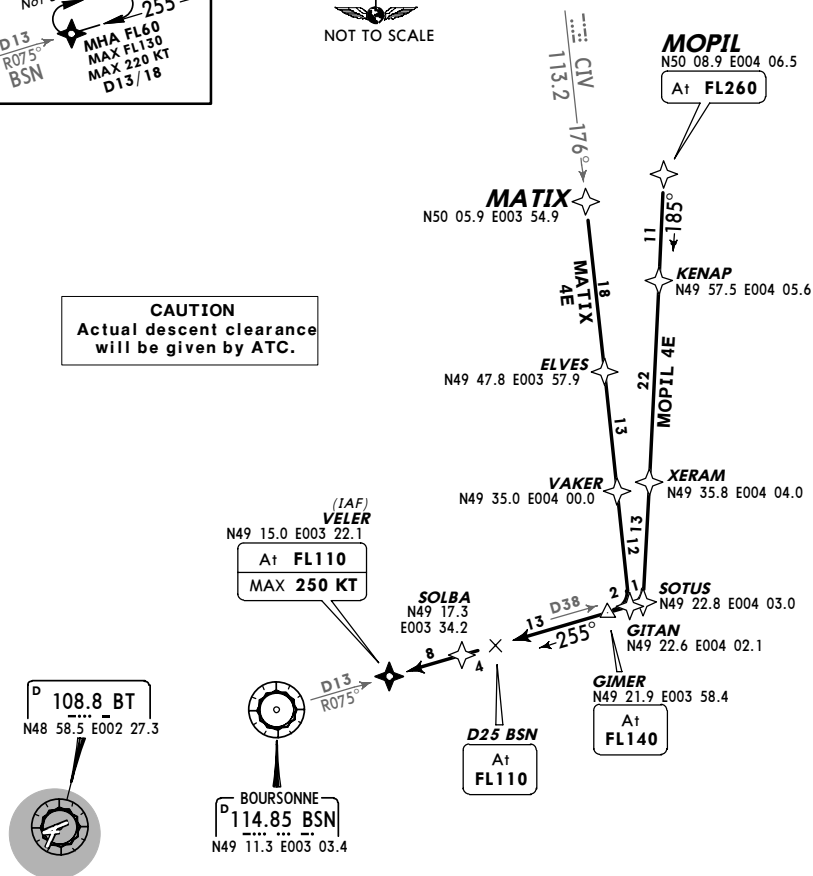 Not
255°
D13
R075°
BSN
MHA FL60
MAX FL130
MAX 220 KT
D13/18
NOT TO SCALE
CIV
113.2
176°
MOPIL
N50 08.9 E004 06.5
At FL260
MATIX
N50 05.9 E003 54.9
185°
11
KENAP
N49 57.5 E004 05.6
MATIX
4E
18
CAUTION
Actual descent clearance
will be given by ATC.
ELVES
N49 47.8 E003 57.9
22
MOPIL 4E
13
VAKER
N49 35.0 E004 00.0
XERAM
N49 35.8 E004 04.0
13
12
(IAF)
VELER
N49 15.0 E003 22.1
At FL110
MAX 250 KT
SOLBA
N49 17.3
E003 34.2
D38
13
255°
2
1
SOTUS
N49 22.8 E004 03.0
GITAN
N49 22.6 E004 02.1
8
4
D13
R075°
GIMER
N49 21.9 E003 58.4
At
FL140
D25 BSN
At
FL110
D 108.8 BT
N48 58.5 E002 27.3
BOURSONNE
D 114.85 BSN
N49 11.3 E003 03.4